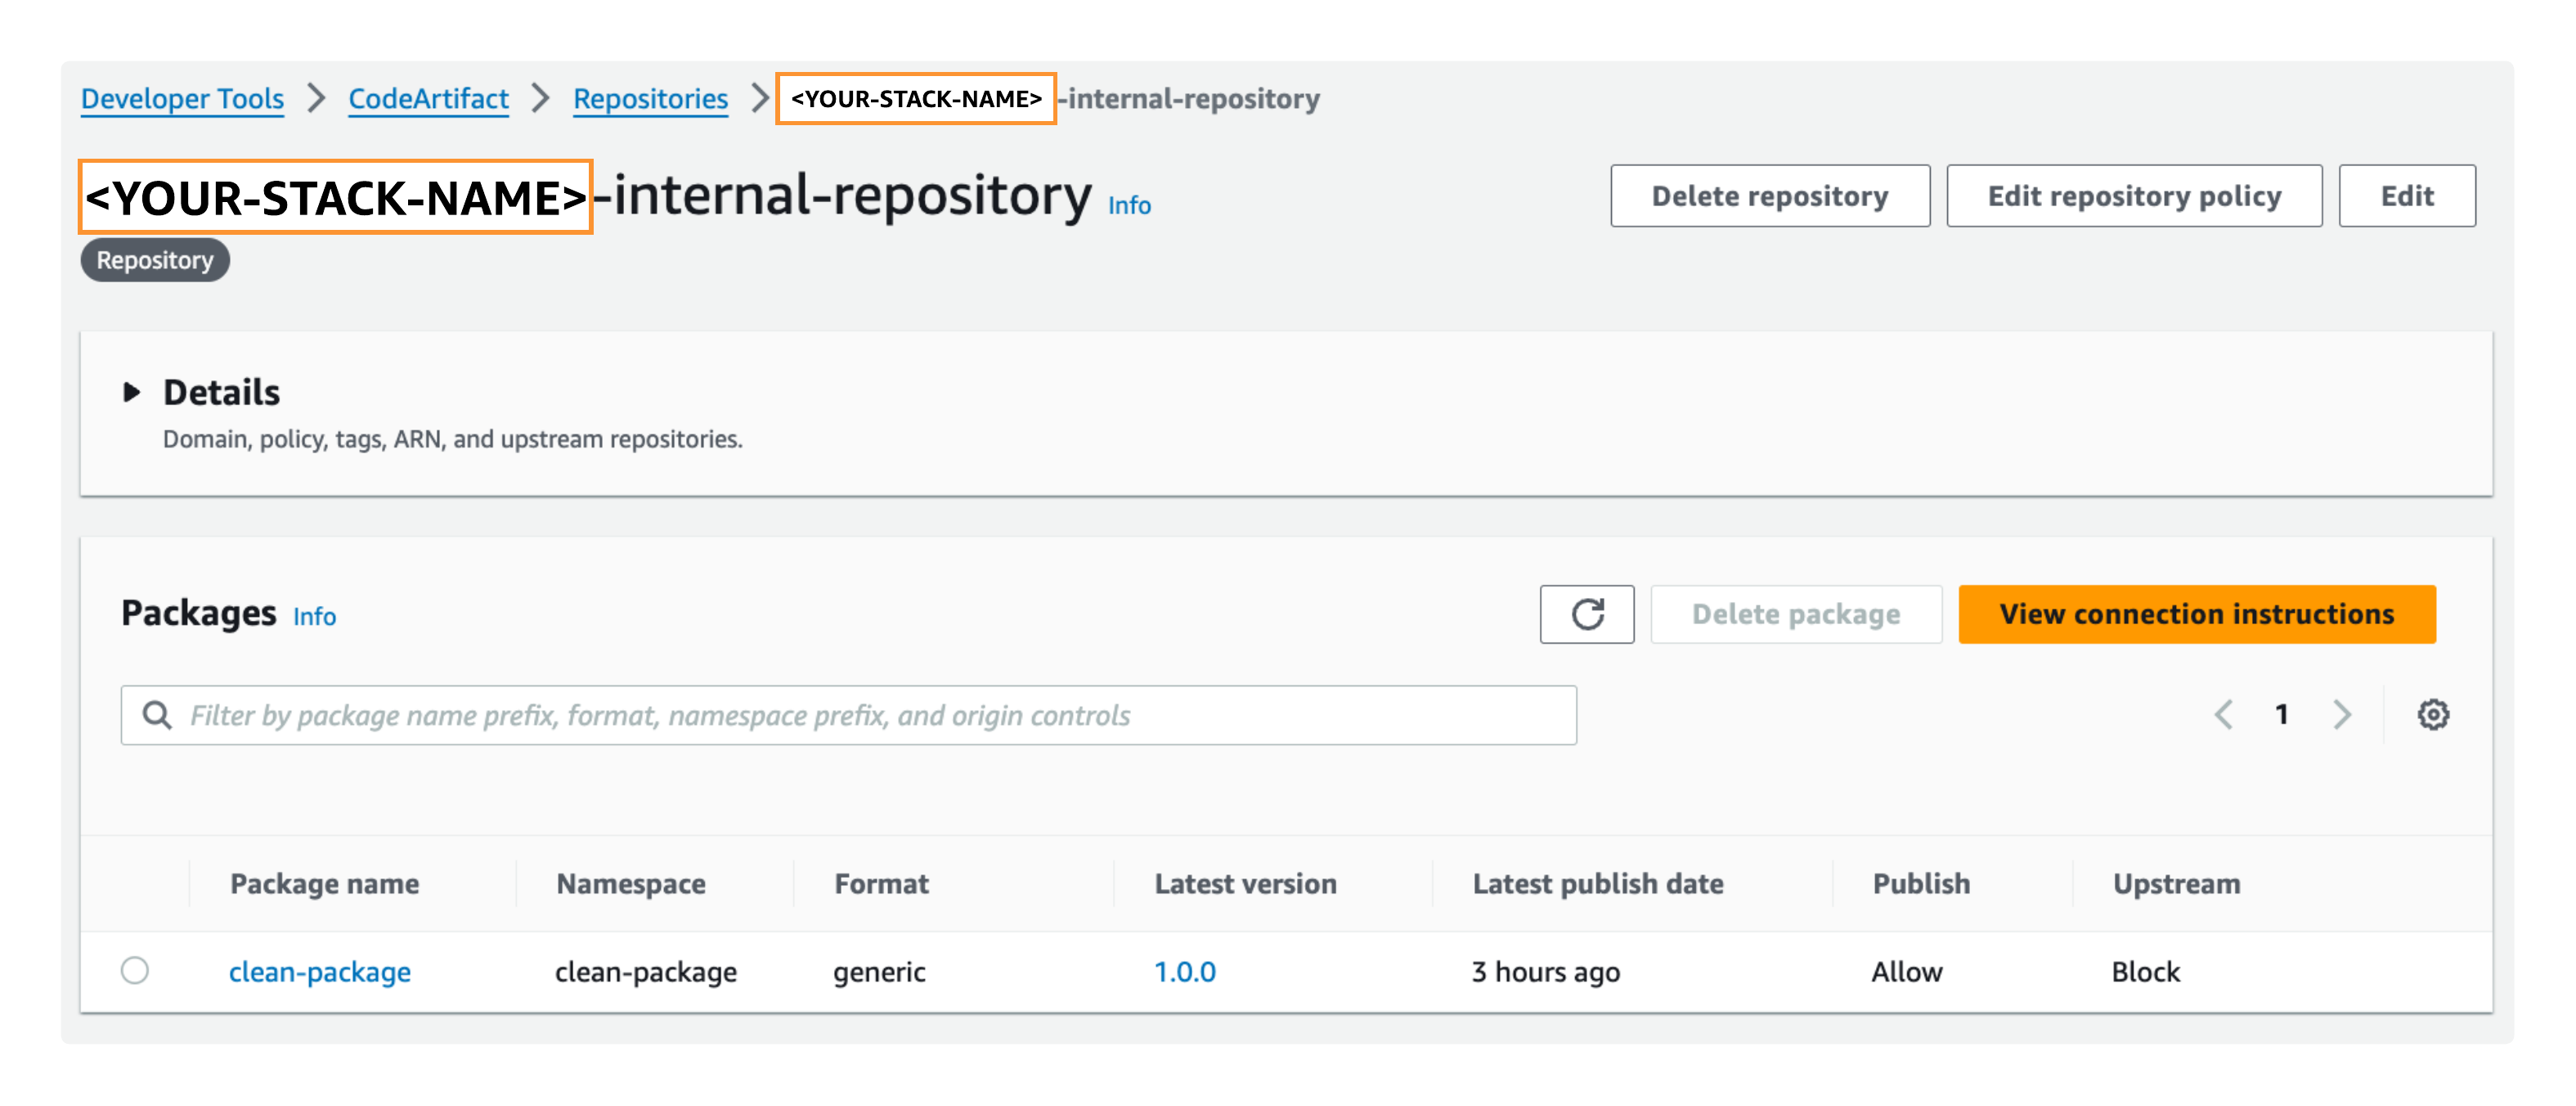 Developer Tools > CodeArtifact > Repositories > <YOUR-STACK-NAME>-internal-repository
<YOUR-STACK-NAME>-internal-repository Info
Delete repository Edit repository policy Edit
Repository
Details
Domain, policy, tags, ARN, and upstream repositories.
Packages Info
Delete package View connection instructions
Filter by package name prefix, format, namespace prefix, and origin controls
1
Package name Namespace Format Latest version Latest publish date Publish Upstream
clean-package clean-package generic 1.0.0 3 hours ago Allow Block